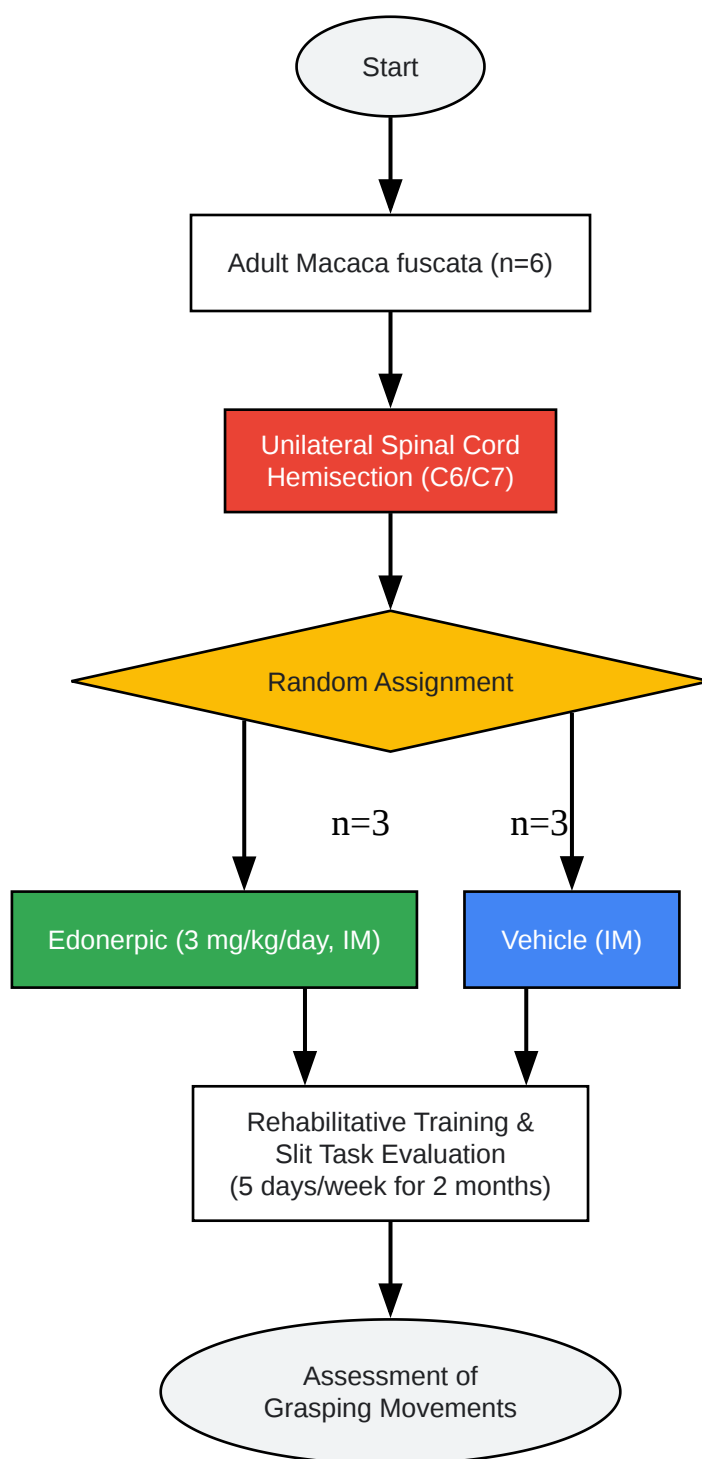 Start
Adult Macaca fuscata (n=6)
Unilateral Spinal Cord
Hemisection (C6/C7)
Random Assignment
n=3
n=3
Edonerpic (3 mg/kg/day, IM)
Vehicle (IM)
Rehabilitative Training &
Slit Task Evaluation
(5 days/week for 2 months)
Assessment of
Grasping Movements